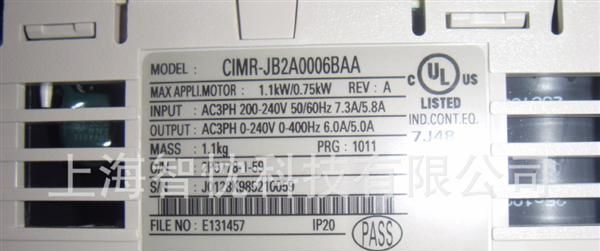 MODEL : CIMR-JB2A0006BAA
MAX APPLI.MOTOR : 1.1kW/0.75kW REV : A
INPUT : AC3PH 200-240V 50/60Hz 7.3A/5.8A
OUTPUT : AC3PH 0-240V 0-400Hz 6.0A/5.0A
MASS : 1.1kg PRG : 1011
FILE NO : E131457 IP20
PASS
C UL US
LISTED
IND.CONT.EQ.
7J48
上海智
科技有限公司